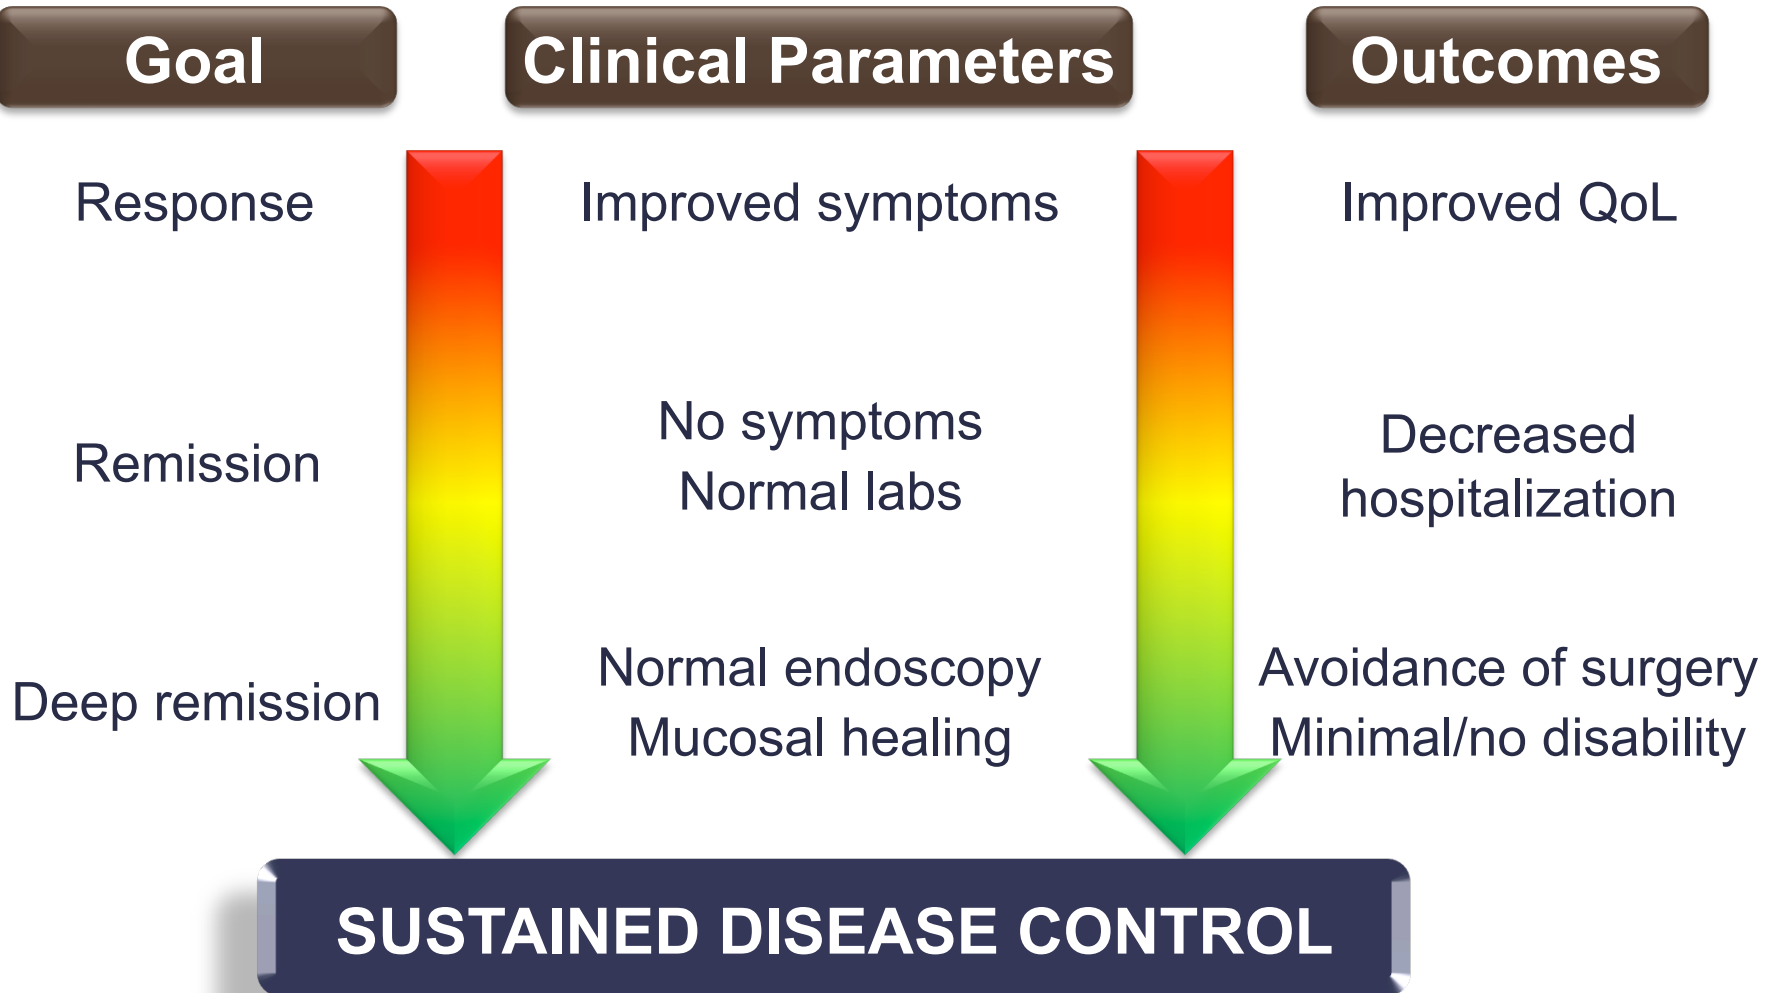 Goal
Clinical Parameters
Outcomes
Response
Improved symptoms
Improved QoL
Remission
No symptoms
Normal labs
Decreased
hospitalization
Deep remission
Normal endoscopy
Mucosal healing
Avoidance of surgery
Minimal/no disability
SUSTAINED DISEASE CONTROL